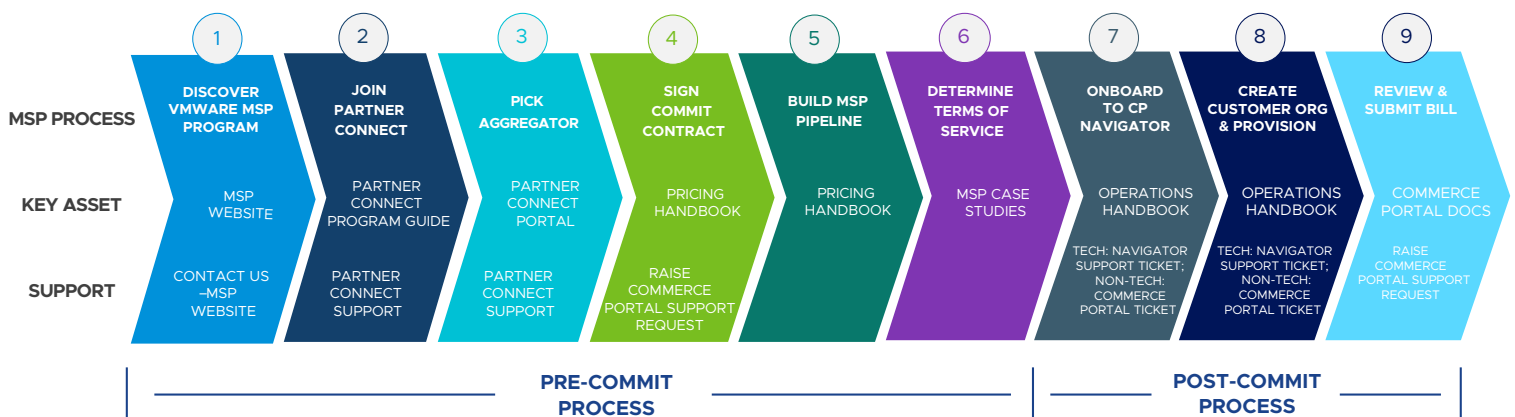 1
2
3
4
5
6
7
8
9
MSP PROCESS
DISCOVER
VMWARE MSP
PROGRAM
JOIN
PARTNER
CONNECT
PICK
AGGREGATOR
SIGN
COMMIT
CONTRACT
BUILD MSP
PIPELINE
DETERMINE
TERMS OF
SERVICE
ONBOARD
TO CP
NAVIGATOR
CREATE
CUSTOMER ORG
& PROVISION
REVIEW &
SUBMIT BILL
KEY ASSET
MSP
WEBSITE
PARTNER
CONNECT
PROGRAM GUIDE
PARTNER
CONNECT
PORTAL
PRICING
HANDBOOK
PRICING
HANDBOOK
MSP CASE
STUDIES
OPERATIONS
HANDBOOK
OPERATIONS
HANDBOOK
COMMERCE
PORTAL DOCS
SUPPORT
CONTACT US
–MSP
WEBSITE
PARTNER
CONNECT
SUPPORT
PARTNER
CONNECT
SUPPORT
RAISE
COMMERCE
PORTAL SUPPORT
REQUEST
TECH: NAVIGATOR
SUPPORT TICKET;
NON-TECH:
COMMERCE
PORTAL TICKET
TECH: NAVIGATOR
SUPPORT TICKET;
NON-TECH:
COMMERCE
PORTAL TICKET
RAISE
COMMERCE
PORTAL SUPPORT
REQUEST
PRE-COMMIT
PROCESS
POST-COMMIT
PROCESS